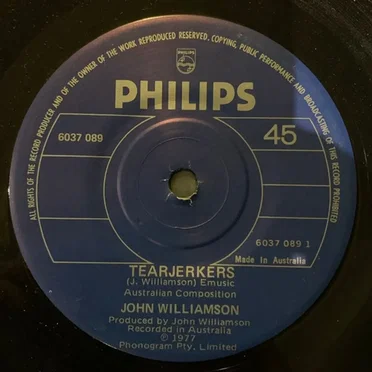 ALL RIGHTS OF THE RECORD PRODUCER AND OF THE OWNER OF THE WORK REPRODUCED RESERVED, COPYING, PUBLIC PERFORMANCE AND BROADCASTING OF THIS RECORD PROHIBITED
PHILIPS
PHILIPS
6037 089
45
6037 089 1
Made In Australia
TEARJERKERS
(J. Williamson) Emusic
Australian Composition
JOHN WILLIAMSON
Produced by John Williamson
Recorded in Australia
℗ 1977
Phonogram Pty. Limited